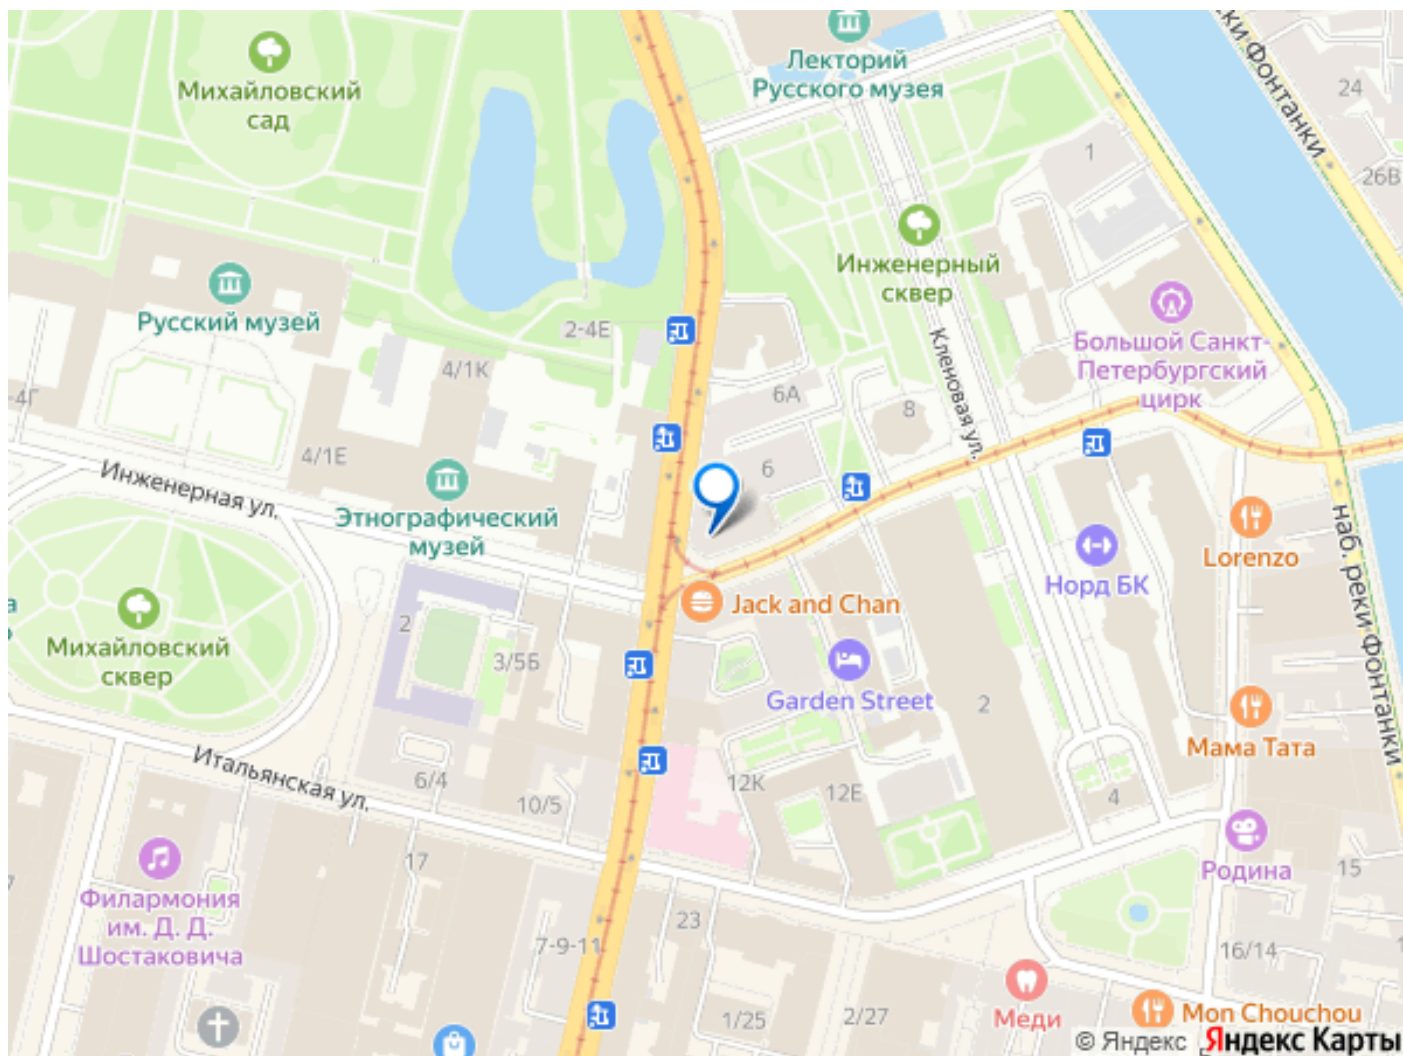 Михайловский
сад
Лекторий
Русского музея
ки Фонтанки
24
1
26В
Инженерный
сквер
Русский музей
2-4Е
4/1К
Кленовая ул.
Большой Санкт-
Петербургский
цирк
-4Г
6А
8
4/1Е
6
Инженерная ул.
Этнографический
музей
наб. реки Фонтанки
Lorenzo
Норд БК
Jack and Chan
а
Михайловский
сквер
2
3/5Б
Garden Street
2
Мама Тата
Итальянская ул.
6/4
10/5
12К
12Е
4
17
Родина
15
Филармония
им. Д. Д.
Шостаковича
7-9-11
23
16/14
Меди
1/25
2/27
Mon Chouchou
© Яндекс Яндекс Карты